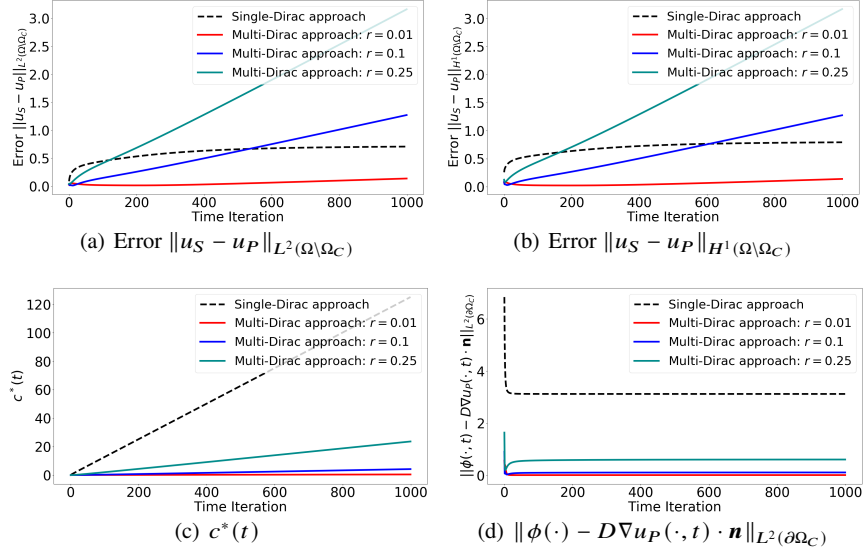 Error ||u_S − u_P||_{L²(Ω\Ω_C)}
3.0
2.5
2.0
1.5
1.0
0.5
0.0
Single-Dirac approach
Multi-Dirac approach: r = 0.01
Multi-Dirac approach: r = 0.1
Multi-Dirac approach: r = 0.25
0 200 400 600 800 1000
Time Iteration
(a) Error ‖u_S − u_P‖_{L²(Ω\Ω_C)}
Error ||u_S − u_P||_{H¹(Ω\Ω_C)}
3.0
2.5
2.0
1.5
1.0
0.5
0.0
Single-Dirac approach
Multi-Dirac approach: r = 0.01
Multi-Dirac approach: r = 0.1
Multi-Dirac approach: r = 0.25
0 200 400 600 800 1000
Time Iteration
(b) Error ‖u_S − u_P‖_{H¹(Ω\Ω_C)}
c*(t)
120
100
80
60
40
20
0
Single-Dirac approach
Multi-Dirac approach: r = 0.01
Multi-Dirac approach: r = 0.1
Multi-Dirac approach: r = 0.25
0 200 400 600 800 1000
Time Iteration
(c) c*(t)
||ϕ(·, t) − D∇u_P(·, t) · n||_{L²(∂Ω_C)}
6
4
2
0
Single-Dirac approach
Multi-Dirac approach: r = 0.01
Multi-Dirac approach: r = 0.1
Multi-Dirac approach: r = 0.25
0 200 400 600 800 1000
Time Iteration
(d) ‖ϕ(·) − D∇u_P(·, t) · n‖_{L²(∂Ω_C)}